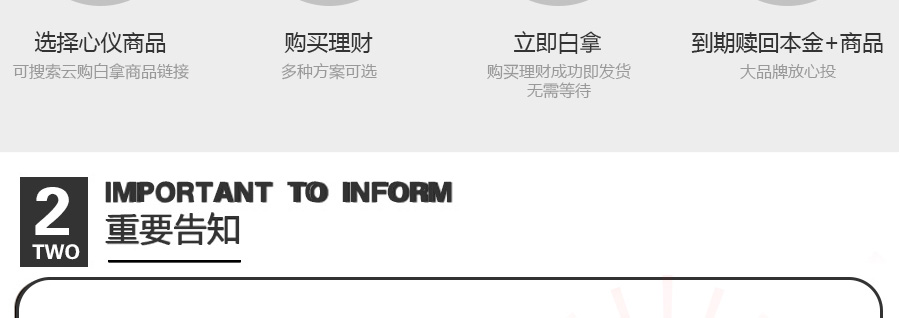 选择心仪商品
可搜索云购白拿商品链接
购买理财
多种方案可选
立即白拿
购买理财成功即发货
无需等待
到期赎回本金+商品
大品牌放心投
2
TWO
IMPORTANT TO INFORM
重要告知